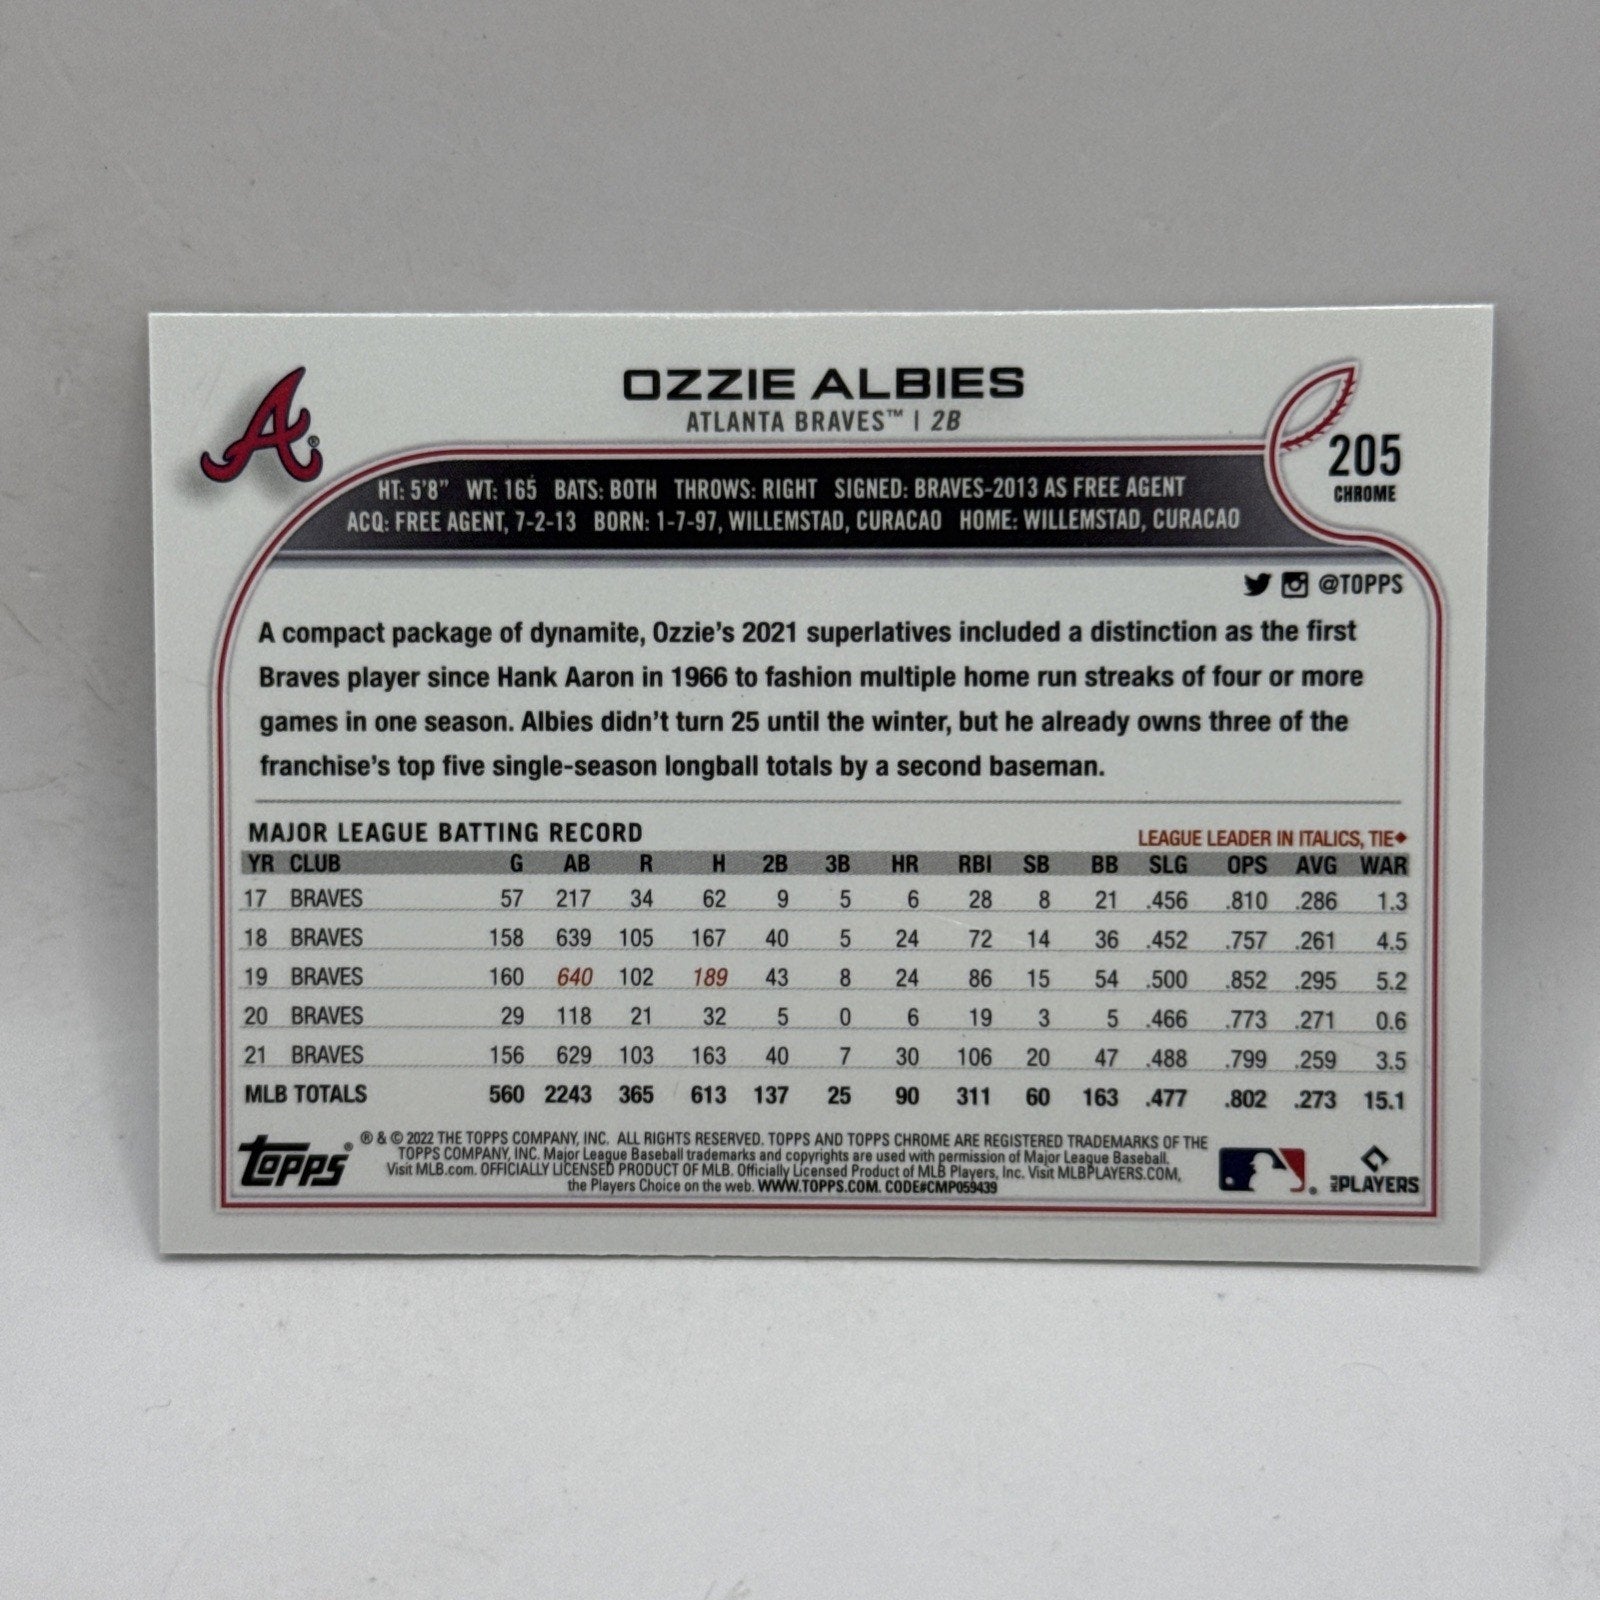 OZZIE ALBIES
ATLANTA BRAVES™ | 2B
205
CHROME
HT: 5'8" WT: 165 BATS: BOTH THROWS: RIGHT SIGNED: BRAVES-2013 AS FREE AGENT
ACQ: FREE AGENT, 7-2-13 BORN: 1-7-97, WILLEMSTAD, CURACAO HOME: WILLEMSTAD, CURACAO
@TOPPS
A compact package of dynamite, Ozzie's 2021 superlatives included a distinction as the first
Braves player since Hank Aaron in 1966 to fashion multiple home run streaks of four or more
games in one season. Albies didn't turn 25 until the winter, but he already owns three of the
franchise's top five single-season longball totals by a second baseman.
MAJOR LEAGUE BATTING RECORD
LEAGUE LEADER IN ITALICS, TIE◆
YR CLUB G AB R H 2B 3B HR RBI SB BB SLG OPS AVG WAR
17 BRAVES 57 217 34 62 9 5 6 28 8 21 .456 .810 .286 1.3
18 BRAVES 158 639 105 167 40 5 24 72 14 36 .452 .757 .261 4.5
19 BRAVES 160 640 102 189 43 8 24 86 15 54 .500 .852 .295 5.2
20 BRAVES 29 118 21 32 5 0 6 19 3 5 .466 .773 .271 0.6
21 BRAVES 156 629 103 163 40 7 30 106 20 47 .488 .799 .259 3.5
MLB TOTALS 560 2243 365 613 137 25 90 311 60 163 .477 .802 .273 15.1
topps®
® & © 2022 THE TOPPS COMPANY, INC. ALL RIGHTS RESERVED. TOPPS AND TOPPS CHROME ARE REGISTERED TRADEMARKS OF THE
TOPPS COMPANY, INC. Major League Baseball trademarks and copyrights are used with permission of Major League Baseball.
Visit MLB.com. OFFICIALLY LICENSED PRODUCT OF MLB. Officially Licensed Product of MLB Players, Inc. Visit MLBPLAYERS.COM,
the Players Choice on the web. WWW.TOPPS.COM. CODE#CMP059439
MLB PLAYERS